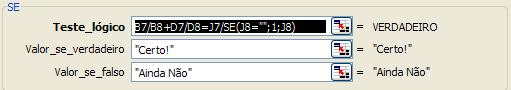 SE
Teste_lógico B7/B8+D7/D8=J7/SE(J8="";1;J8) = VERDADEIRO
Valor_se_verdadeiro "Certo!" = "Certo!"
Valor_se_falso "Ainda Não" = "Ainda Não"